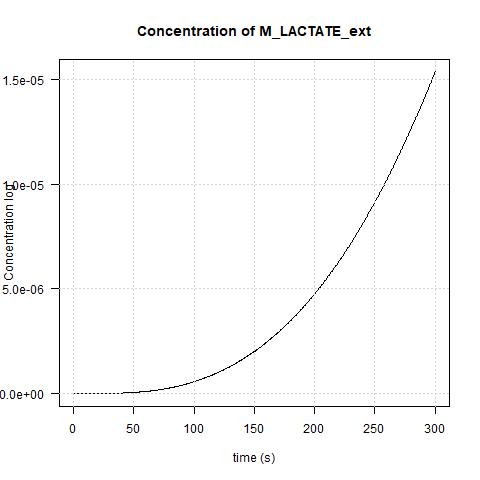 Concentration of M_LACTATE_ext
1.5e-05
1.0e-05
5.0e-06
0.0e+00
Concentration
0 50 100 150 200 250 300
time (s)